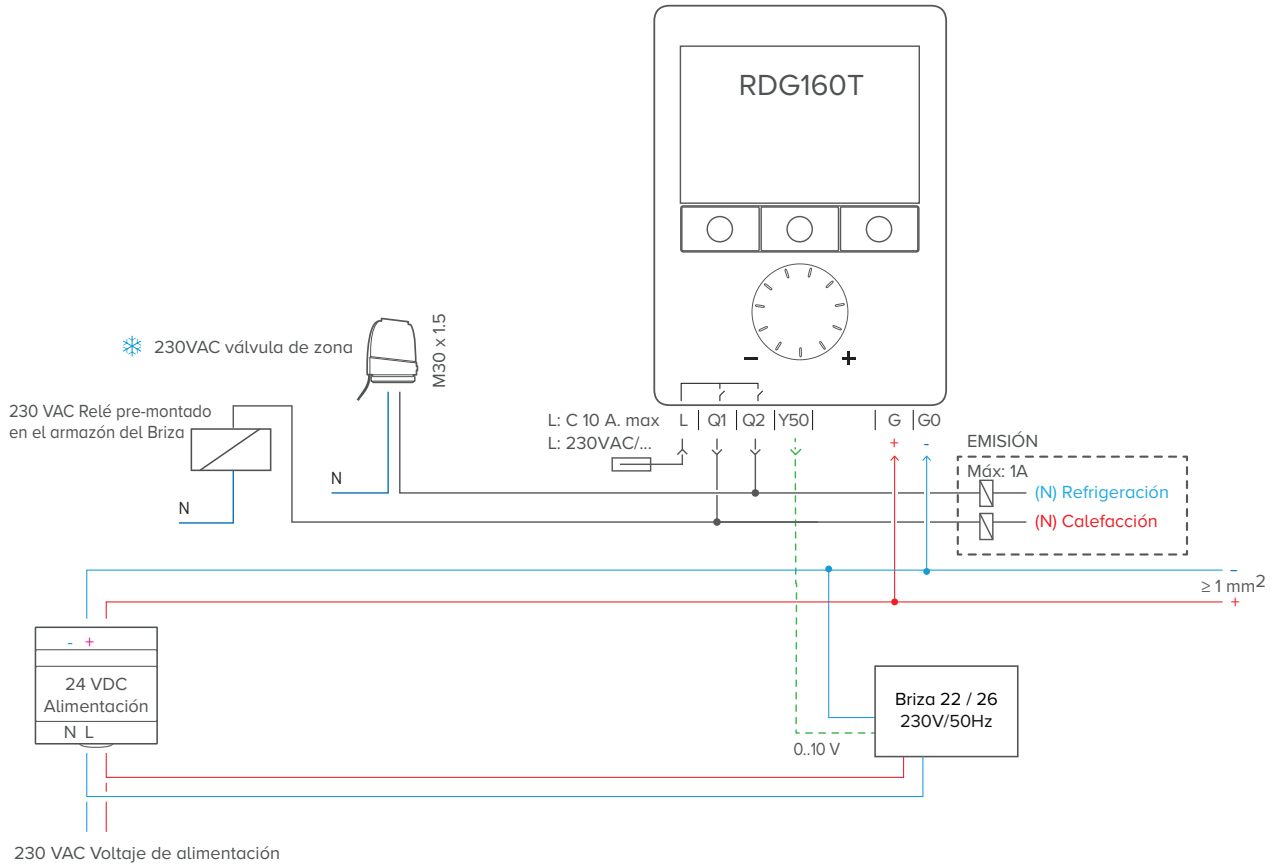 RDG160T
- +
230VAC válvula de zona
M30 x 1.5
230 VAC Relé pre-montado
en el armazón del Briza
L: C 10 A. max
L: 230VAC/...
L | Q1 | Q2 | Y50 | | G | G0
+ -
N
N
EMISIÓN
Máx: 1A
(N) Refrigeración
(N) Calefacción
-
≥ 1 mm2
+
- +
24 VDC
Alimentación
N L
Briza 22 / 26
230V/50Hz
0..10 V
230 VAC Voltaje de alimentación